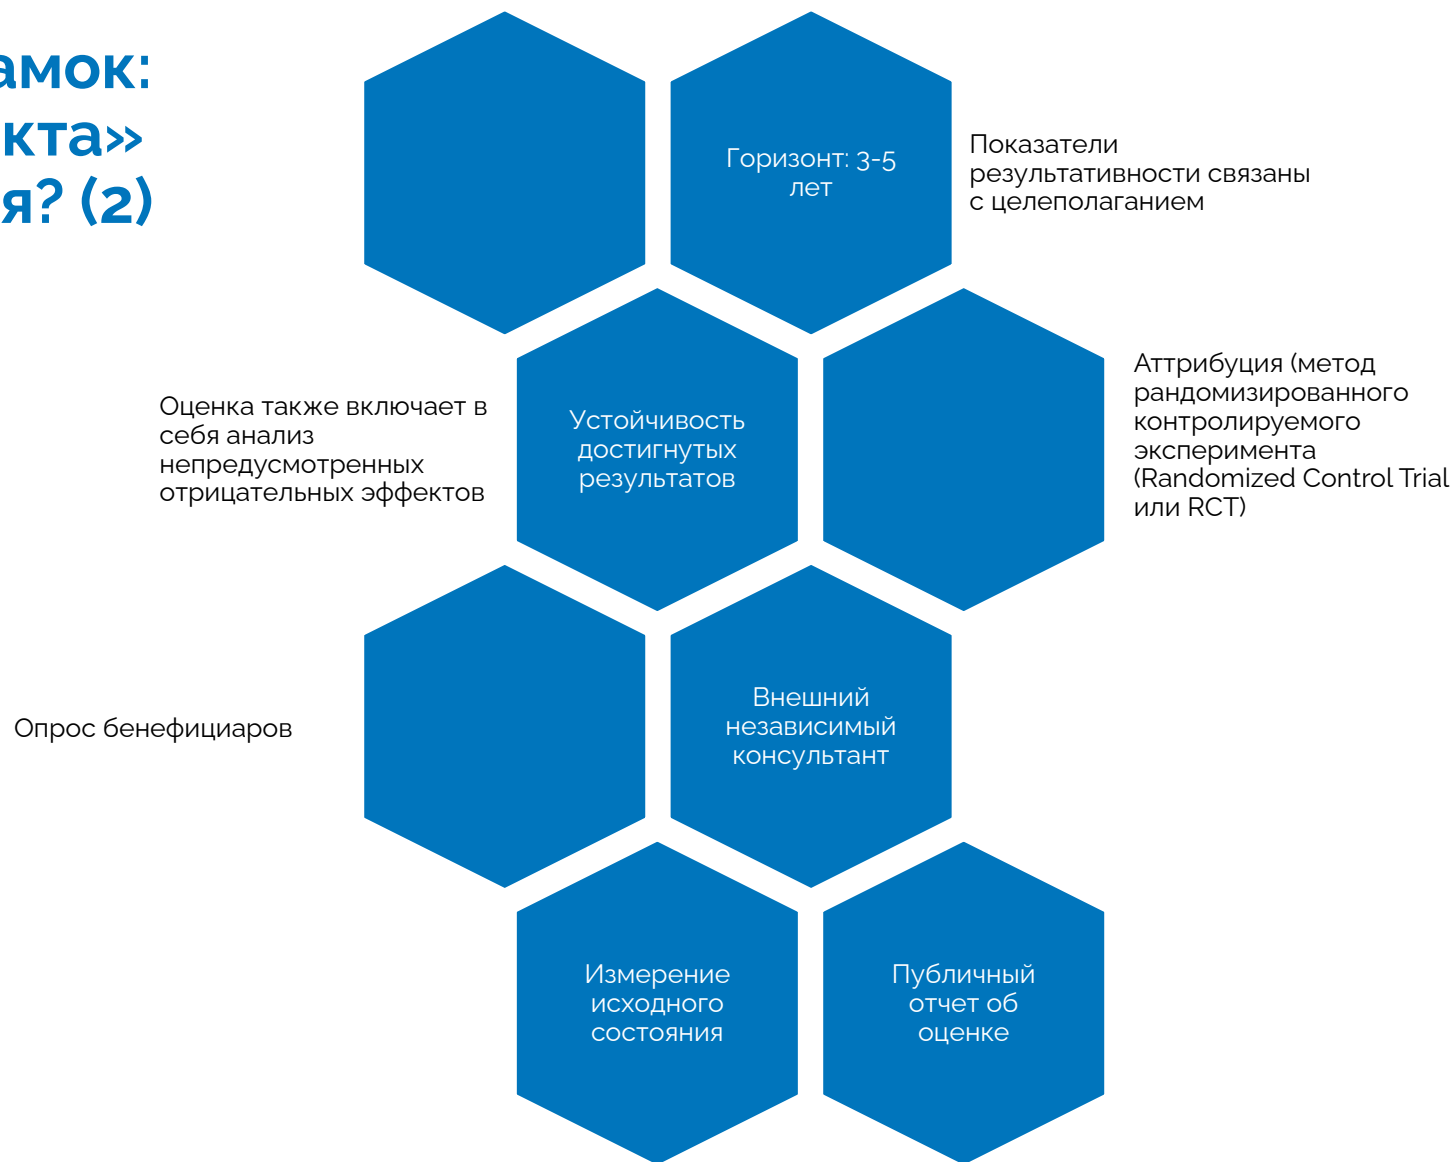 амок:
кта»
я? (2)
Горизонт: 3-5
лет
Показатели
результативности связаны
с целеполаганием
Оценка также включает в
себя анализ
непредусмотренных
отрицательных эффектов
Устойчивость
достигнутых
результатов
Аттрибуция (метод
рандомизированного
контролируемого
эксперимента
(Randomized Control Trial
или RCT)
Опрос бенефициаров
Внешний
независимый
консультант
Измерение
исходного
состояния
Публичный
отчет об
оценке